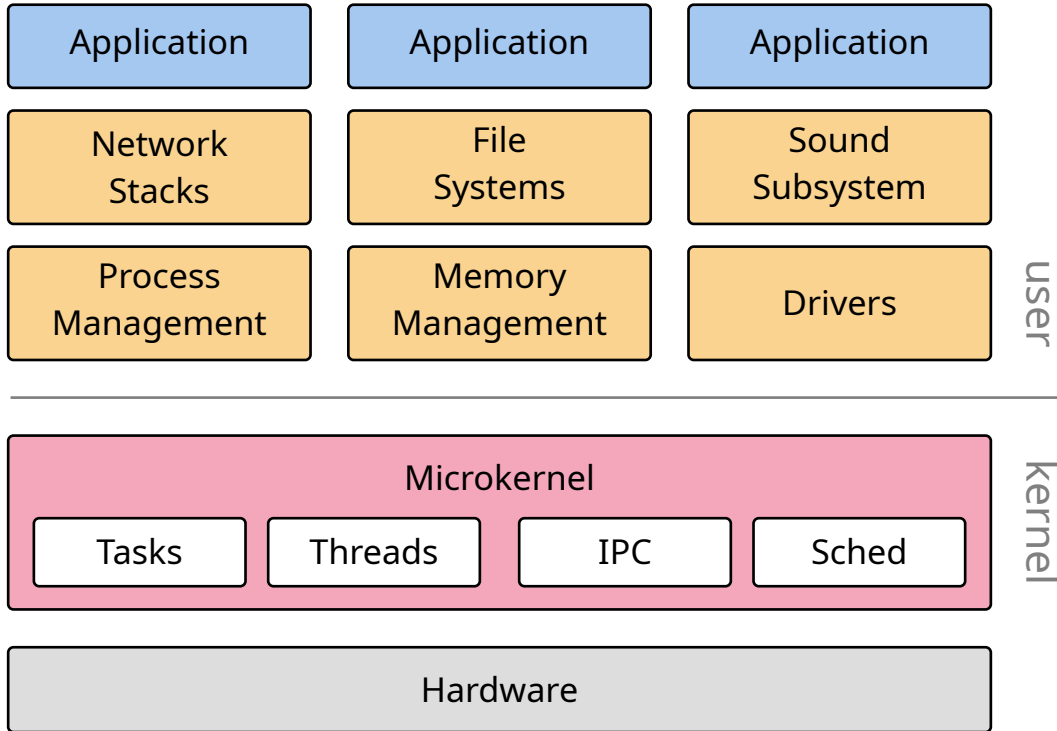 Application
Application
Application
Network
Stacks
File
Systems
Sound
Subsystem
Process
Management
Memory
Management
Drivers
user
Microkernel
Tasks
Threads
IPC
Sched
kernel
Hardware